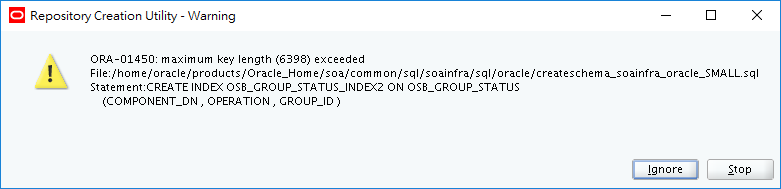 Repository Creation Utility - Warning
ORA-01450: maximum key length (6398) exceeded
File:/home/oracle/products/Oracle_Home/soa/common/sql/soainfra/sql/oracle/createschema_soainfra_oracle_SMALL.sql
Statement:CREATE INDEX OSB_GROUP_STATUS_INDEX2 ON OSB_GROUP_STATUS
(COMPONENT_DN , OPERATION , GROUP_ID )
Ignore
Stop